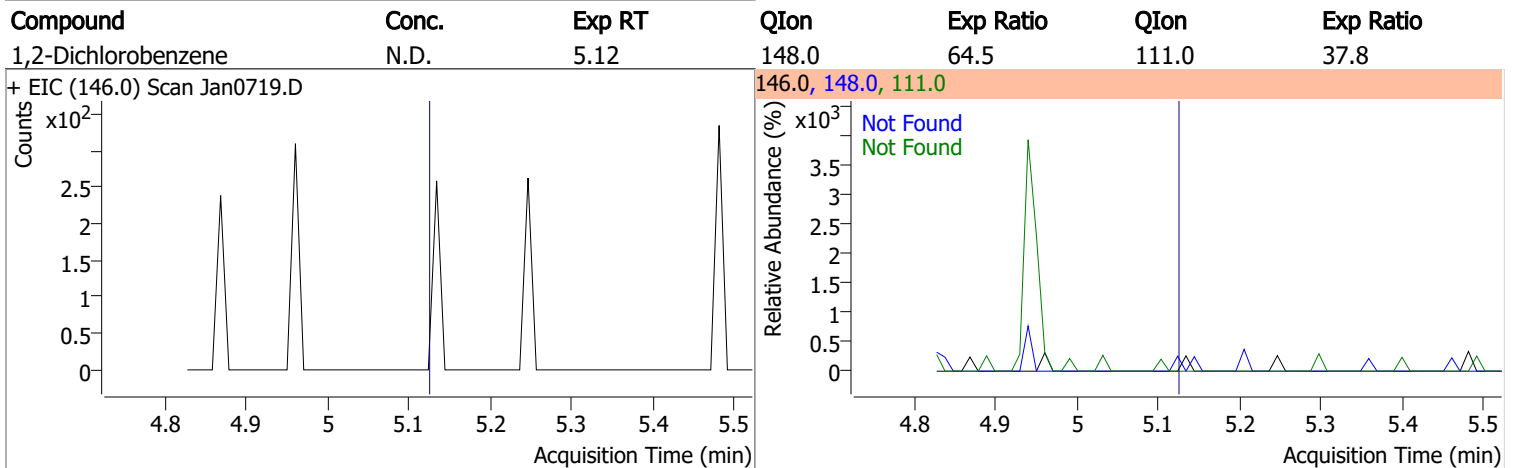 Compound Conc. Exp RT QIon Exp Ratio QIon Exp Ratio
1,2-Dichlorobenzene N.D. 5.12 148.0 64.5 111.0 37.8
+ EIC (146.0) Scan Jan0719.D
146.0, 148.0, 111.0
Counts
x10²
2.5
2
1.5
1
0.5
0
4.8 4.9 5 5.1 5.2 5.3 5.4 5.5
Acquisition Time (min)
Relative Abundance (%)
x10³
Not Found
Not Found
3.5
3
2.5
2
1.5
1
0.5
0
4.8 4.9 5 5.1 5.2 5.3 5.4 5.5
Acquisition Time (min)